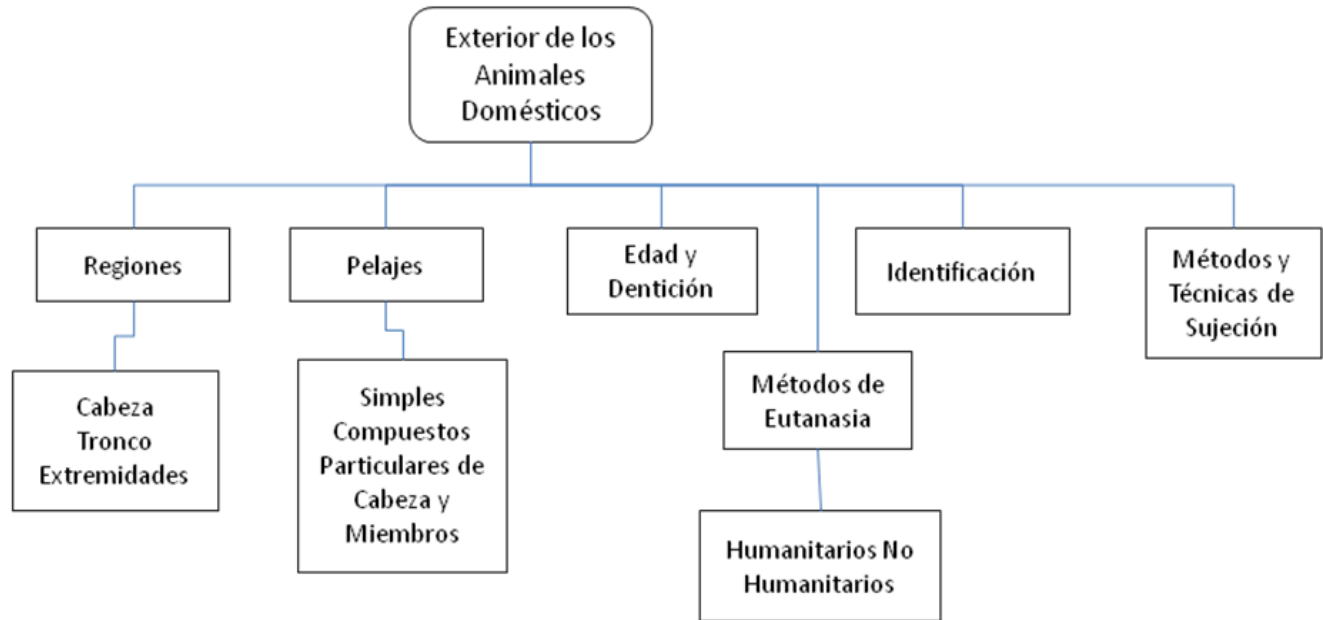 Exterior de los
Animales
Domésticos
Regiones
Pelajes
Edad y
Dentición
Identificación
Métodos y
Técnicas de
Sujeción
Cabeza
Tronco
Extremidades
Simples
Compuestos
Particulares de
Cabeza y
Miembros
Métodos de
Eutanasia
Humanitarios No
Humanitarios